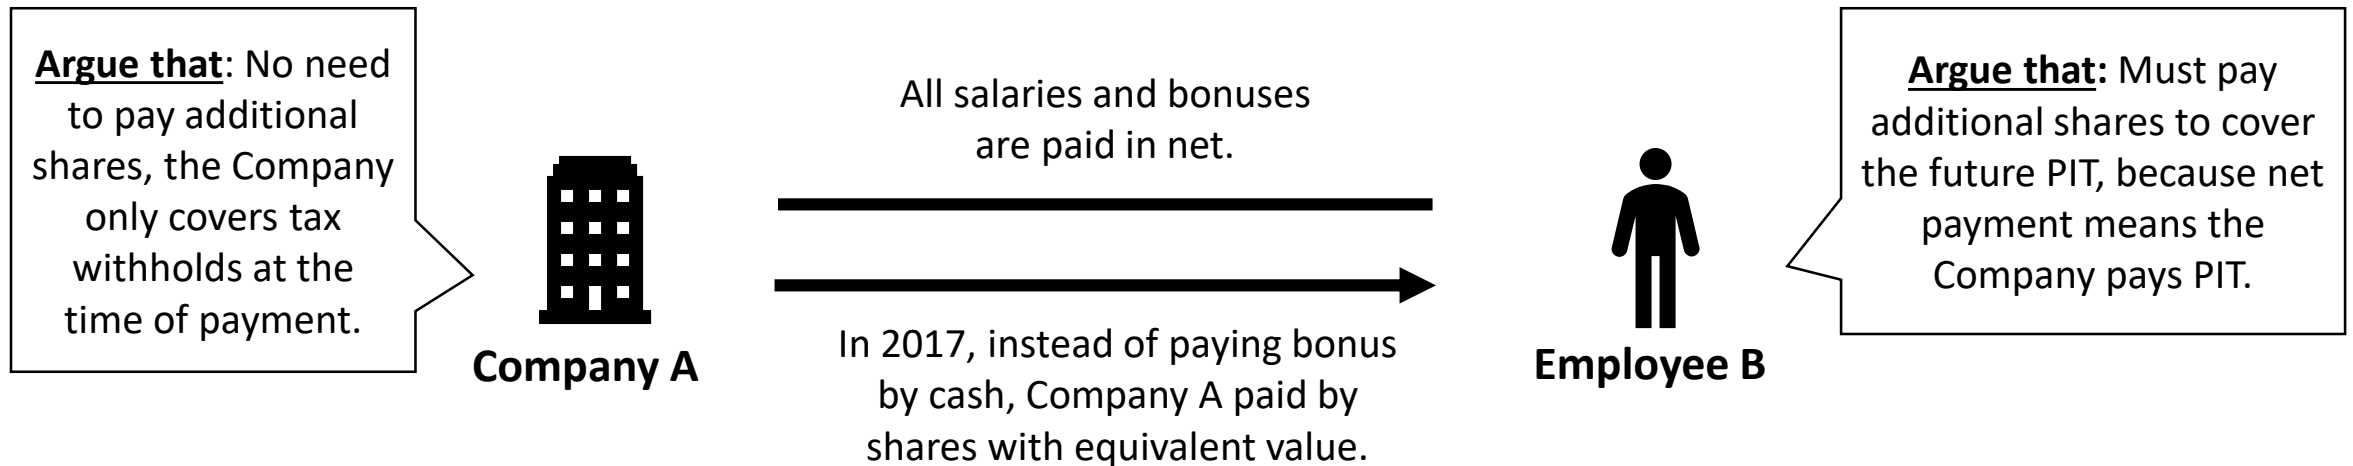 Argue that: No need
to pay additional
shares, the Company
only covers tax
withholds at the
time of payment.
Company A
All salaries and bonuses
are paid in net.
In 2017, instead of paying bonus
by cash, Company A paid by
shares with equivalent value.
Employee B
Argue that: Must pay
additional shares to cover
the future PIT, because net
payment means the
Company pays PIT.